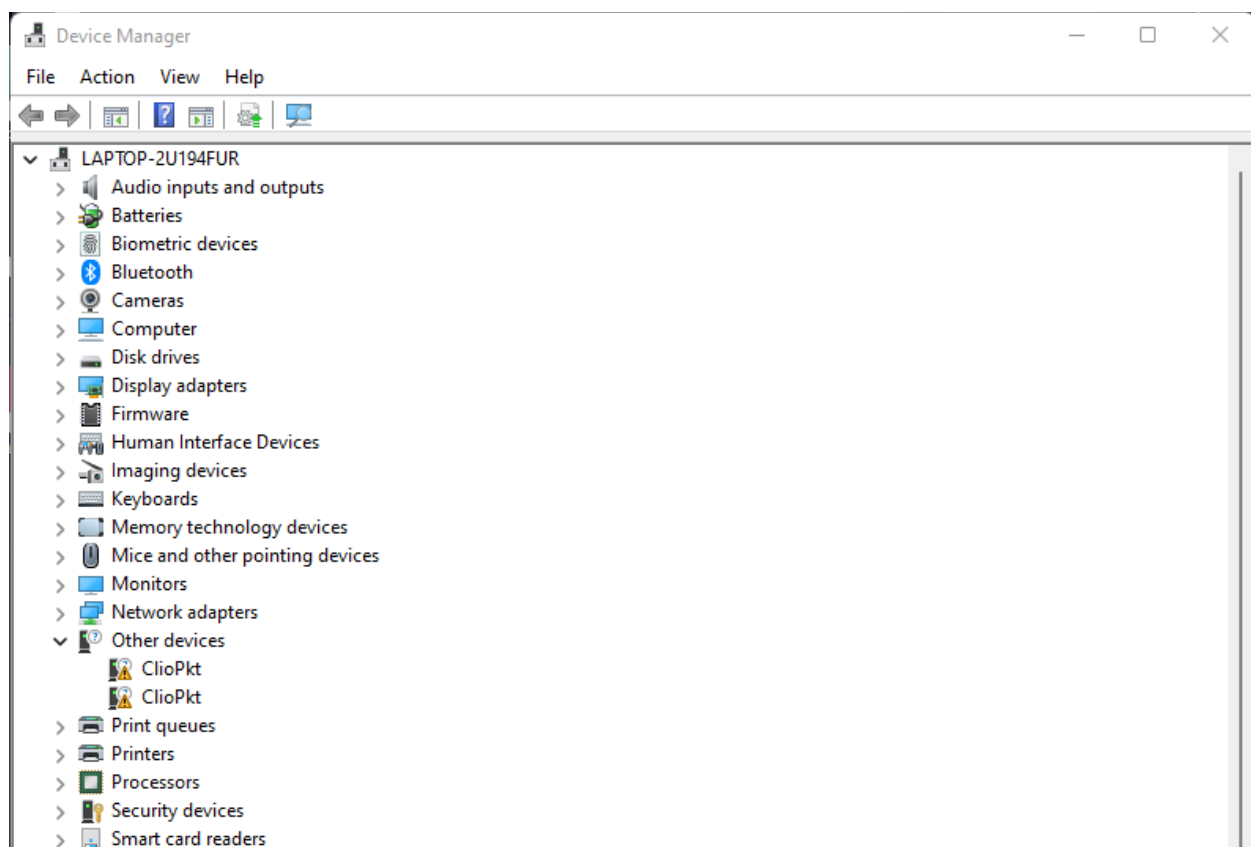 Device Manager
File Action View Help
LAPTOP-2U194FUR
Audio inputs and outputs
Batteries
Biometric devices
Bluetooth
Cameras
Computer
Disk drives
Display adapters
Firmware
Human Interface Devices
Imaging devices
Keyboards
Memory technology devices
Mice and other pointing devices
Monitors
Network adapters
Other devices
ClioPkt
ClioPkt
Print queues
Printers
Processors
Security devices
Smart card readers